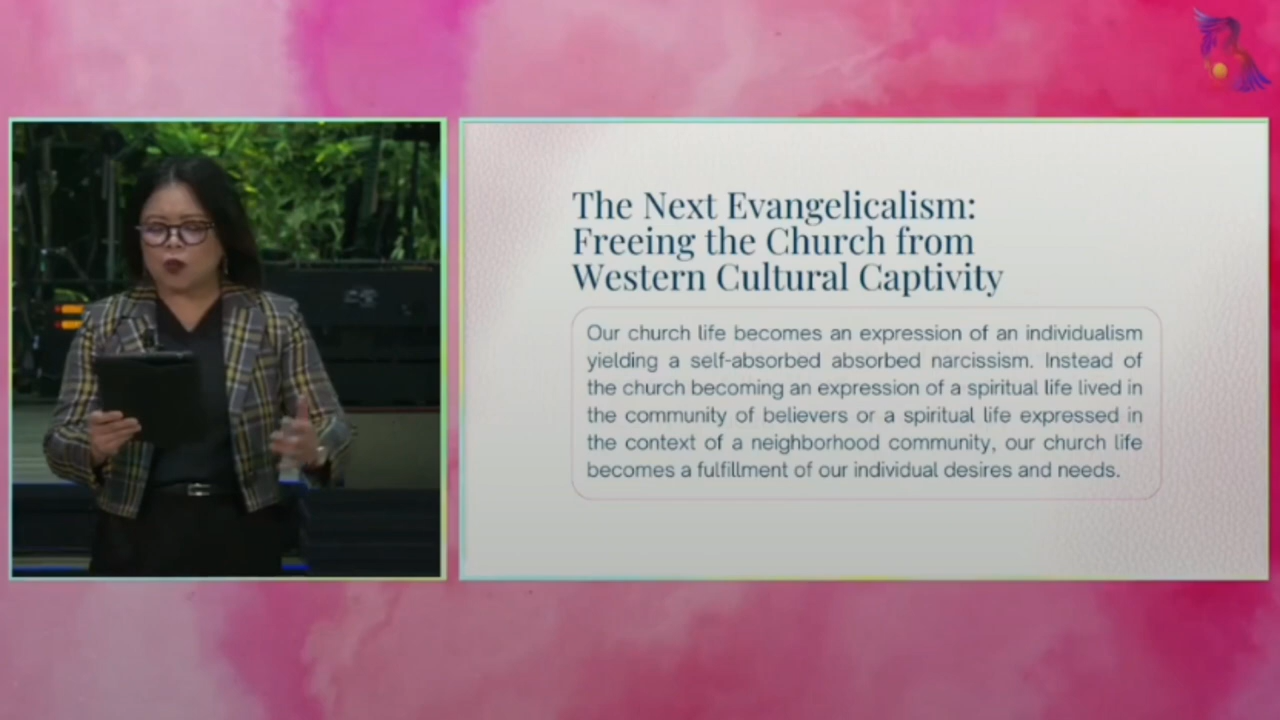 The Next Evangelicalism:
Freeing the Church from
Western Cultural Captivity
Our church life becomes an expression of an individualism
yielding a self-absorbed absorbed narcissism. Instead of
the church becoming an expression of a spiritual life lived in
the community of believers or a spiritual life expressed in
the context of a neighborhood community, our church life
becomes a fulfillment of our individual desires and needs.